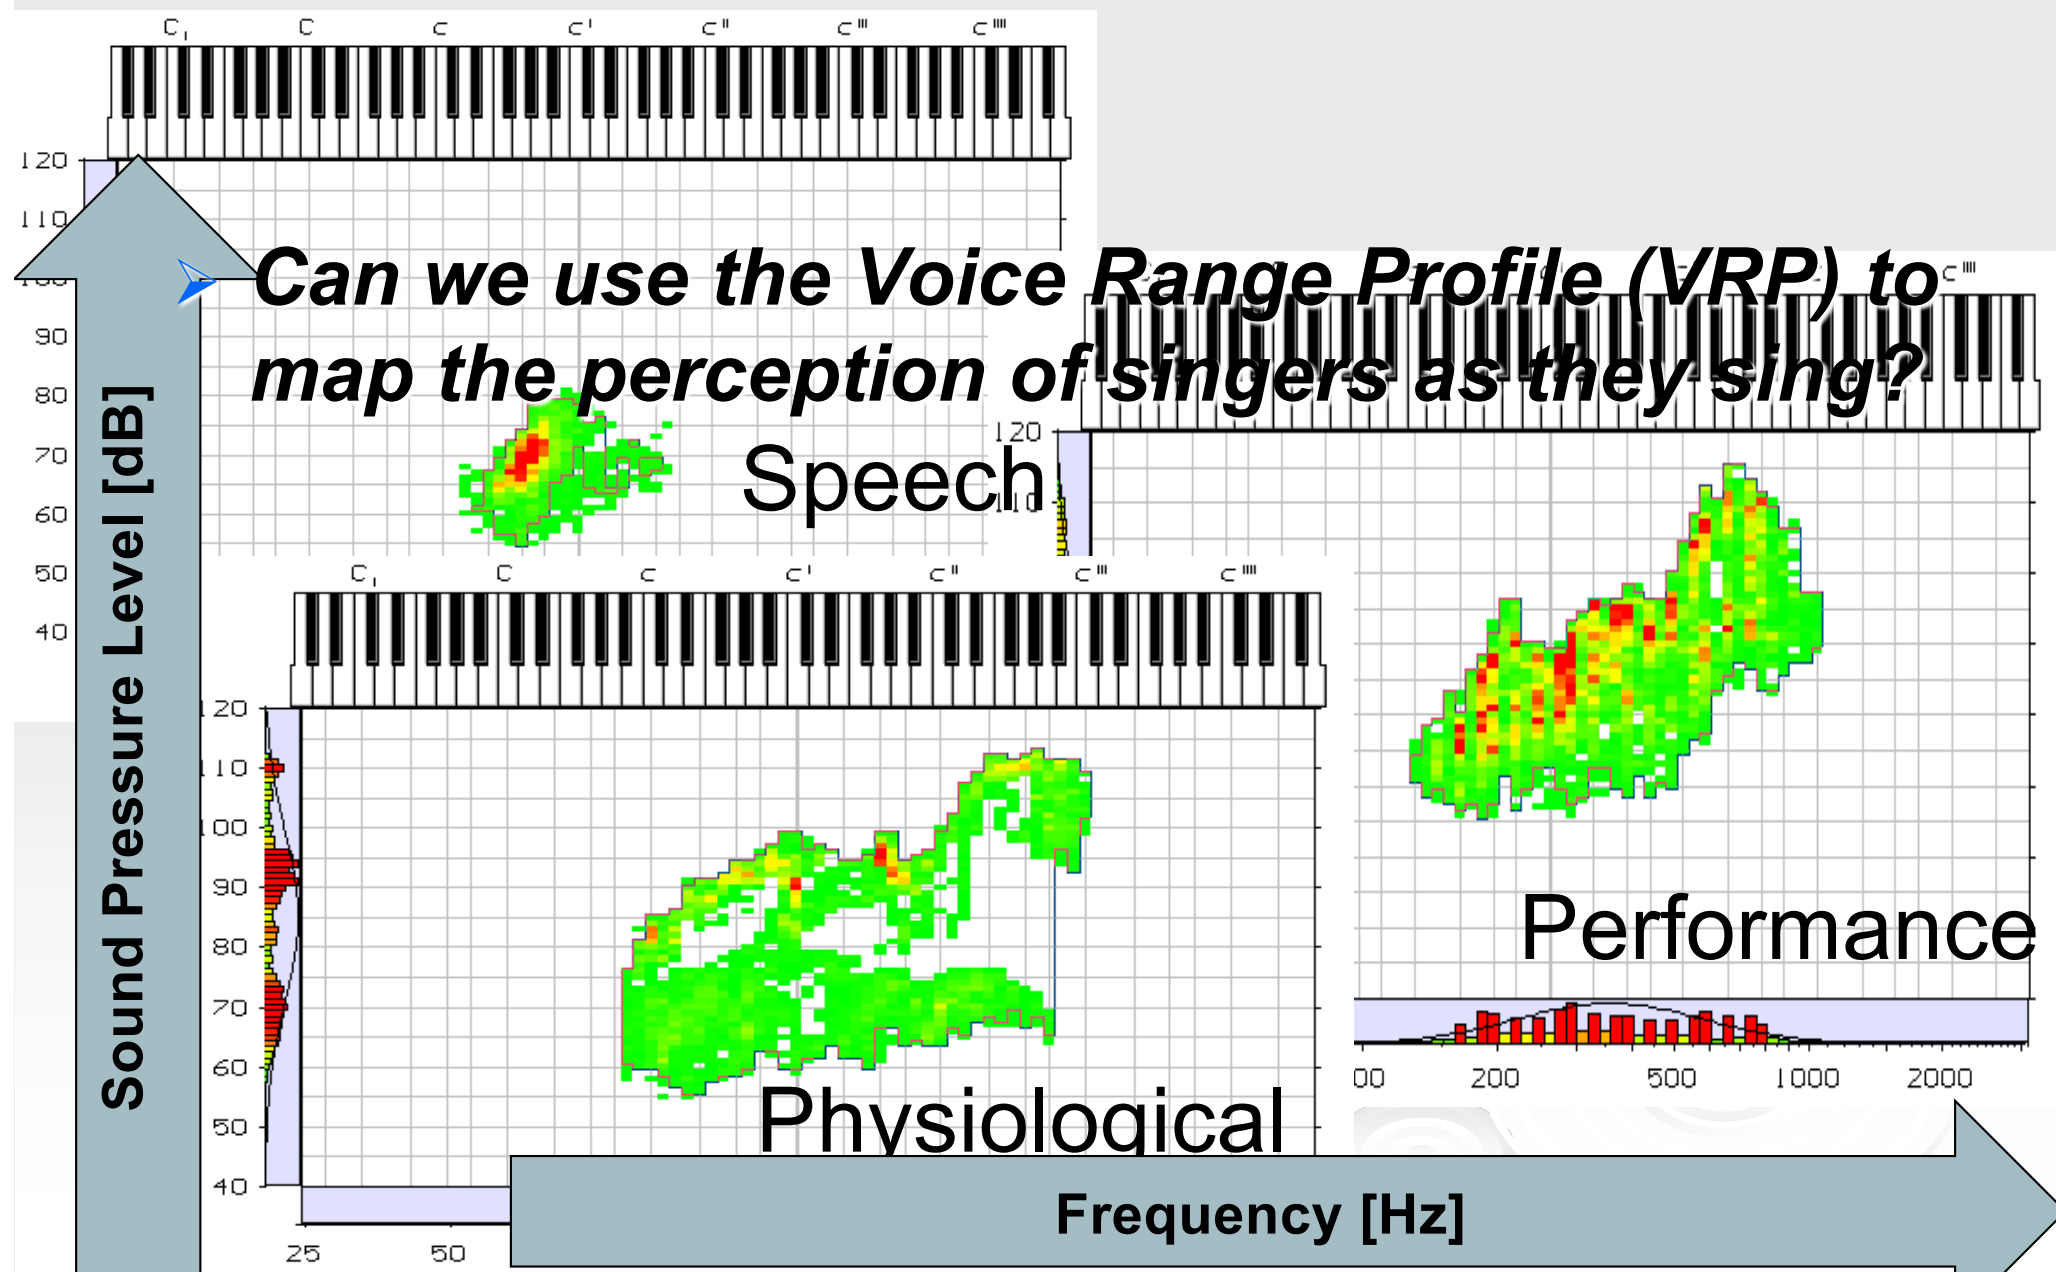 C, C c c' c'' c''' c''''
120
110
Can we use the Voice Range Profile (VRP) to
map the perception of singers as they sing?
c''''
90
80
70
60
50
40
Sound Pressure Level [dB]
Speech
120
110
C, C c c' c'' c''' c''''
120
110
100
90
80
70
60
50
40
Physiological
25 50
Performance
200 500 1000 2000
Frequency [Hz]